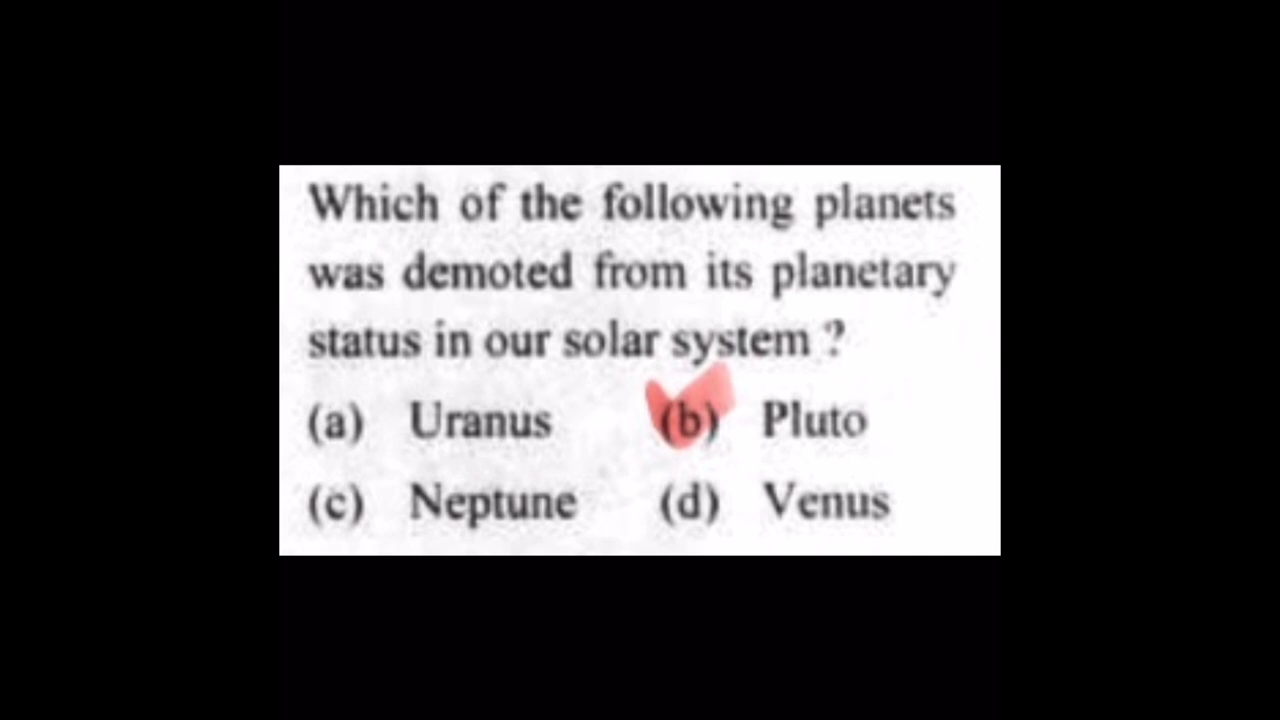 Which of the following planets
was demoted from its planetary
status in our solar system ?
(a) Uranus (b) Pluto
(c) Neptune (d) Venus